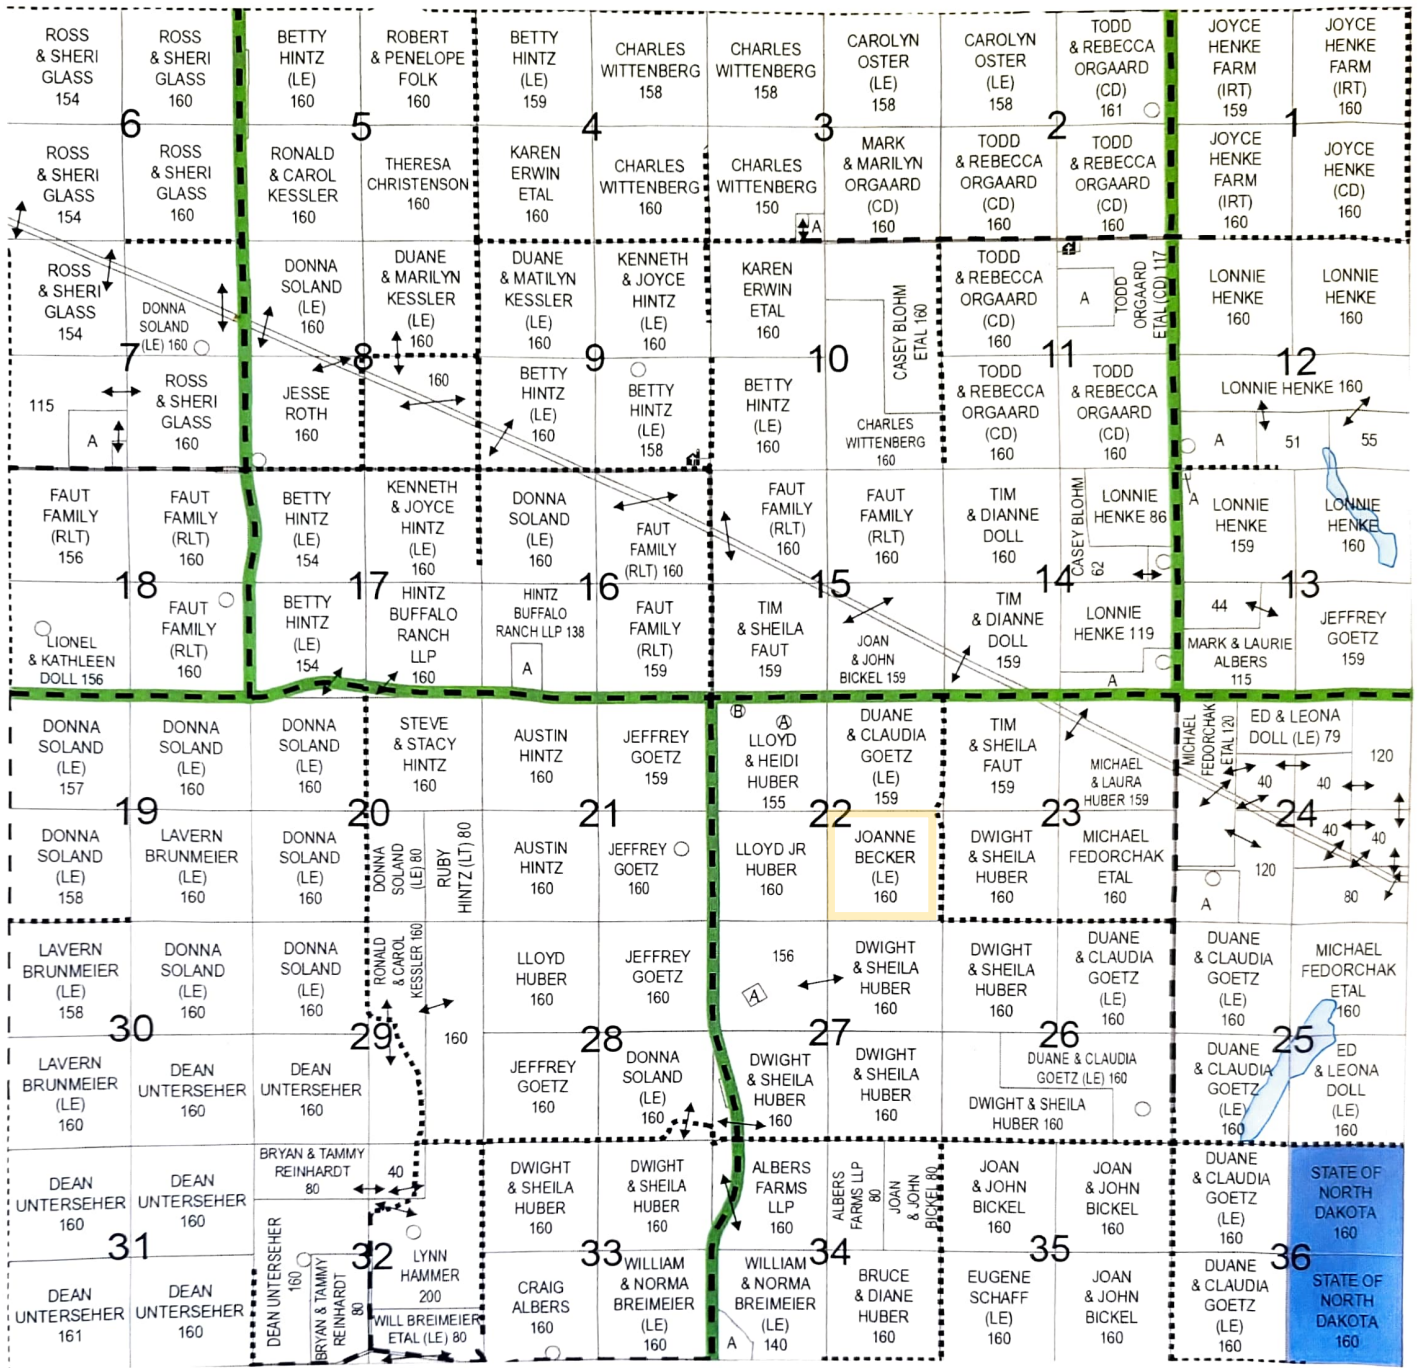 ROSS
& SHERI
GLASS
154
ROSS
& SHERI
GLASS
160
BETTY
HINTZ
(LE)
160
ROBERT
& PENELOPE
FOLK
160
BETTY
HINTZ
(LE)
159
CHARLES
WITTENBERG
158
CHARLES
WITTENBERG
158
CAROLYN
OSTER
(LE)
158
CAROLYN
OSTER
(LE)
158
TODD
& REBECCA
ORGAARD
(CD)
161
JOYCE
HENKE
FARM
(IRT)
159
JOYCE
HENKE
FARM
(IRT)
160
6
5
4
3
2
1
ROSS
& SHERI
GLASS
154
ROSS
& SHERI
GLASS
160
RONALD
& CAROL
KESSLER
160
THERESA
CHRISTENSON
160
KAREN
ERWIN
ETAL
160
CHARLES
WITTENBERG
160
CHARLES
WITTENBERG
150
A
MARK
& MARILYN
ORGAARD
(CD)
160
TODD
& REBECCA
ORGAARD
(CD)
160
TODD
& REBECCA
ORGAARD
(CD)
160
JOYCE
HENKE
FARM
(IRT)
160
JOYCE
HENKE
(CD)
160
ROSS
& SHERI
GLASS
154
DONNA
SOLAND
(LE) 160
DONNA
SOLAND
(LE)
160
DUANE
& MARILYN
KESSLER
(LE)
160
DUANE
& MATILYN
KESSLER
(LE)
160
KENNETH
& JOYCE
HINTZ
(LE)
160
KAREN
ERWIN
ETAL
160
CASEY BLOHM
ETAL 160
TODD
& REBECCA
ORGAARD
(CD)
160
A
TODD
ORGAARD
ETAL (CD) 117
LONNIE
HENKE
160
LONNIE
HENKE
160
7
8
9
10
11
12
115
A
ROSS
& SHERI
GLASS
160
JESSE
ROTH
160
160
BETTY
HINTZ
(LE)
160
BETTY
HINTZ
(LE)
158
BETTY
HINTZ
(LE)
160
CHARLES
WITTENBERG
160
TODD
& REBECCA
ORGAARD
(CD)
160
TODD
& REBECCA
ORGAARD
(CD)
160
LONNIE HENKE 160
A
51
55
FAUT
FAMILY
(RLT)
156
FAUT
FAMILY
(RLT)
160
BETTY
HINTZ
(LE)
154
KENNETH
& JOYCE
HINTZ
(LE)
160
DONNA
SOLAND
(LE)
160
FAUT
FAMILY
(RLT) 160
FAUT
FAMILY
(RLT)
160
FAUT
FAMILY
(RLT)
160
TIM
& DIANNE
DOLL
160
CASEY BLOHM
62
LONNIE
HENKE 86
A
LONNIE
HENKE
159
LONNIE
HENKE
160
18
17
16
15
14
13
LIONEL
& KATHLEEN
DOLL 156
FAUT
FAMILY
(RLT)
160
BETTY
HINTZ
(LE)
154
HINTZ
BUFFALO
RANCH
LLP
160
HINTZ
BUFFALO
RANCH LLP 138
A
FAUT
FAMILY
(RLT)
159
TIM
& SHEILA
FAUT
159
JOAN
& JOHN
BICKEL 159
TIM
& DIANNE
DOLL
159
LONNIE
HENKE 119
A
44
MARK & LAURIE
ALBERS
115
JEFFREY
GOETZ
159
DONNA
SOLAND
(LE)
157
DONNA
SOLAND
(LE)
160
DONNA
SOLAND
(LE)
160
STEVE
& STACY
HINTZ
160
AUSTIN
HINTZ
160
JEFFREY
GOETZ
159
B
A
LLOYD
& HEIDI
HUBER
155
DUANE
& CLAUDIA
GOETZ
(LE)
159
TIM
& SHEILA
FAUT
159
MICHAEL
& LAURA
HUBER 159
MICHAEL
FEDORCHAK
ETAL 120
ED & LEONA
DOLL (LE) 79
120
40
40
19
20
21
22
23
24
DONNA
SOLAND
(LE)
158
LAVERN
BRUNMEIER
160
DONNA
SOLAND
(LE)
160
DONNA
SOLAND
(LE) 80
RUBY
HINTZ (LT) 80
AUSTIN
HINTZ
160
JEFFREY
GOETZ
160
LLOYD JR
HUBER
160
JOANNE
BECKER
(LE)
160
DWIGHT
& SHEILA
HUBER
160
MICHAEL
FEDORCHAK
ETAL
160
A
120
40
40
80
LAVERN
BRUNMEIER
(LE)
158
DONNA
SOLAND
(LE)
160
DONNA
SOLAND
(LE)
160
RONALD
& CAROL
KESSLER 160
160
LLOYD
HUBER
160
JEFFREY
GOETZ
160
156
A
DWIGHT
& SHEILA
HUBER
160
DWIGHT
& SHEILA
HUBER
160
DUANE
& CLAUDIA
GOETZ
(LE)
160
DUANE
& CLAUDIA
GOETZ
(LE)
160
MICHAEL
FEDORCHAK
ETAL
160
30
29
28
27
26
25
LAVERN
BRUNMEIER
(LE)
160
DEAN
UNTERSEHER
160
DEAN
UNTERSEHER
160
JEFFREY
GOETZ
160
DONNA
SOLAND
(LE)
160
DWIGHT
& SHEILA
HUBER
160
DWIGHT
& SHEILA
HUBER
160
DUANE & CLAUDIA
GOETZ (LE) 160
DWIGHT & SHEILA
HUBER 160
DUANE
& CLAUDIA
GOETZ
(LE)
160
ED
& LEONA
DOLL
(LE)
160
DEAN
UNTERSEHER
160
DEAN
UNTERSEHER
160
BRYAN & TAMMY
REINHARDT
80
40
DWIGHT
& SHEILA
HUBER
160
DWIGHT
& SHEILA
HUBER
160
ALBERS
FARMS
LLP
160
ALBERS
FARMS LLP
80
JOAN
& JOHN
BICKEL 80
JOAN
& JOHN
BICKEL
160
JOAN
& JOHN
BICKEL
160
DUANE
& CLAUDIA
GOETZ
(LE)
160
STATE OF
NORTH
DAKOTA
160
31
32
33
34
35
36
DEAN
UNTERSEHER
161
DEAN
UNTERSEHER
160
DEAN UNTERSEHER
160
BRYAN & TAMMY
REINHARDT
80
LYNN
HAMMER
200
WILL BREIMEIER
ETAL (LE) 80
CRAIG
ALBERS
160
WILLIAM
& NORMA
BREIMEIER
(LE)
160
WILLIAM
& NORMA
BREIMEIER
(LE)
140
A
BRUCE
& DIANE
HUBER
160
EUGENE
SCHAFF
(LE)
160
JOAN
& JOHN
BICKEL
160
DUANE
& CLAUDIA
GOETZ
(LE)
160
STATE OF
NORTH
DAKOTA
160